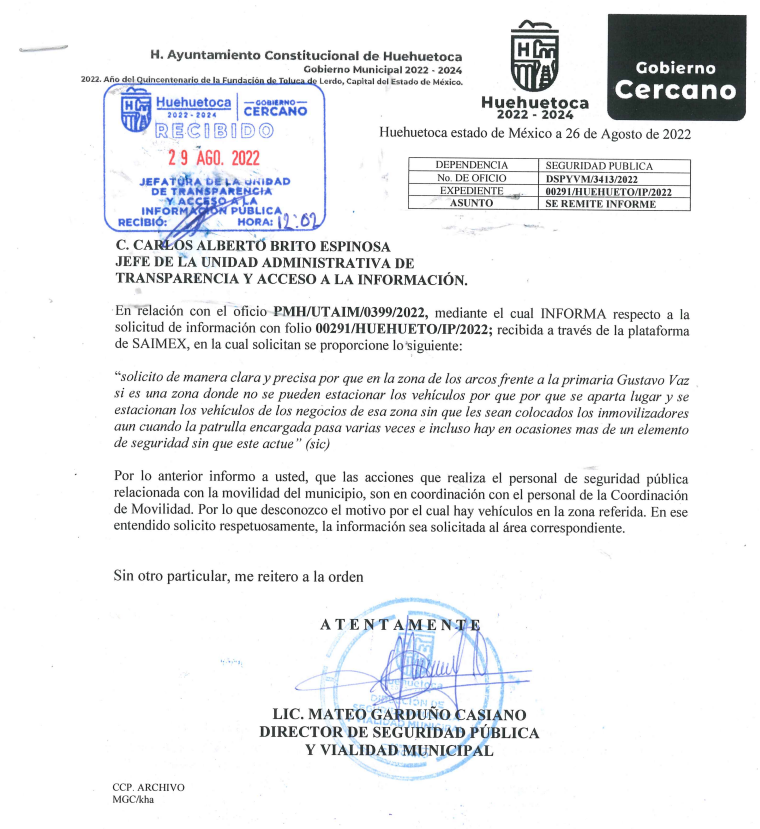 H. Ayuntamiento Constitucional de Huehuetoca
Gobierno Municipal 2022 - 2024
2022. Año del Quincentenario de la Fundación de Toluca de Lerdo, Capital del Estado de México.
Huehuetoca
2022 - 2024
Gobierno
Cercano
Huehuetoca
2022 - 2024
GOBIERNO
CERCANO
RECIBIDO
29 AGO. 2022
JEFATURA DE LA UNIDAD
DE TRANSPARENCIA
Y ACCESO A LA
INFORMACIÓN PÚBLICA
RECIBIÓ: HORA: 12:02
Huehuetoca estado de México a 26 de Agosto de 2022
DEPENDENCIA SEGURIDAD PUBLICA
No. DE OFICIO DSPYVM/3413/2022
EXPEDIENTE 00291/HUEHUETO/IP/2022
ASUNTO SE REMITE INFORME
C. CARLOS ALBERTO BRITO ESPINOSA
JEFE DE LA UNIDAD ADMINISTRATIVA DE
TRANSPARENCIA Y ACCESO A LA INFORMACIÓN.
En relación con el oficio PMH/UTAIM/0399/2022, mediante el cual INFORMA respecto a la
solicitud de información con folio 00291/HUEHUETO/IP/2022; recibida a través de la plataforma
de SAIMEX, en la cual solicitan se proporcione lo siguiente:
“solicito de manera clara y precisa por que en la zona de los arcos frente a la primaria Gustavo Vaz
si es una zona donde no se pueden estacionar los vehículos por que por que se aparta lugar y se
estacionan los vehículos de los negocios de esa zona sin que les sean colocados los inmovilizadores
aun cuando la patrulla encargada pasa varias veces e incluso hay en ocasiones mas de un elemento
de seguridad sin que este actue” (sic)
Por lo anterior informo a usted, que las acciones que realiza el personal de seguridad pública
relacionada con la movilidad del municipio, son en coordinación con el personal de la Coordinación
de Movilidad. Por lo que desconozco el motivo por el cual hay vehículos en la zona referida. En ese
entendido solicito respetuosamente, la información sea solicitada al área correspondiente.
Sin otro particular, me reitero a la orden
A T E N T A M E N T E
Huehuetoca
DIRECCIÓN DE
LIC. MATEO GARDUÑO CASIANO
DIRECTOR DE SEGURIDAD PÚBLICA
Y VIALIDAD MUNICIPAL
CCP. ARCHIVO
MGC/kha